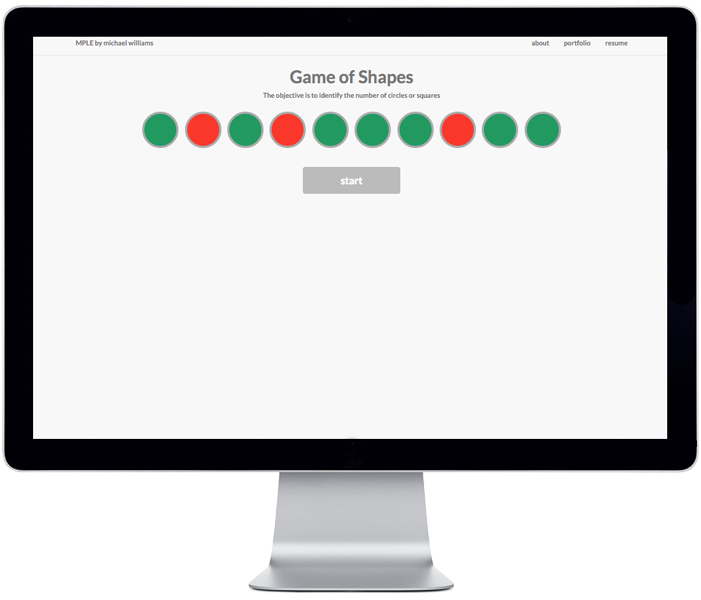 MPLE by michael williams
about portfolio resume
Game of Shapes
The objective is to identify the number of circles or squares
start